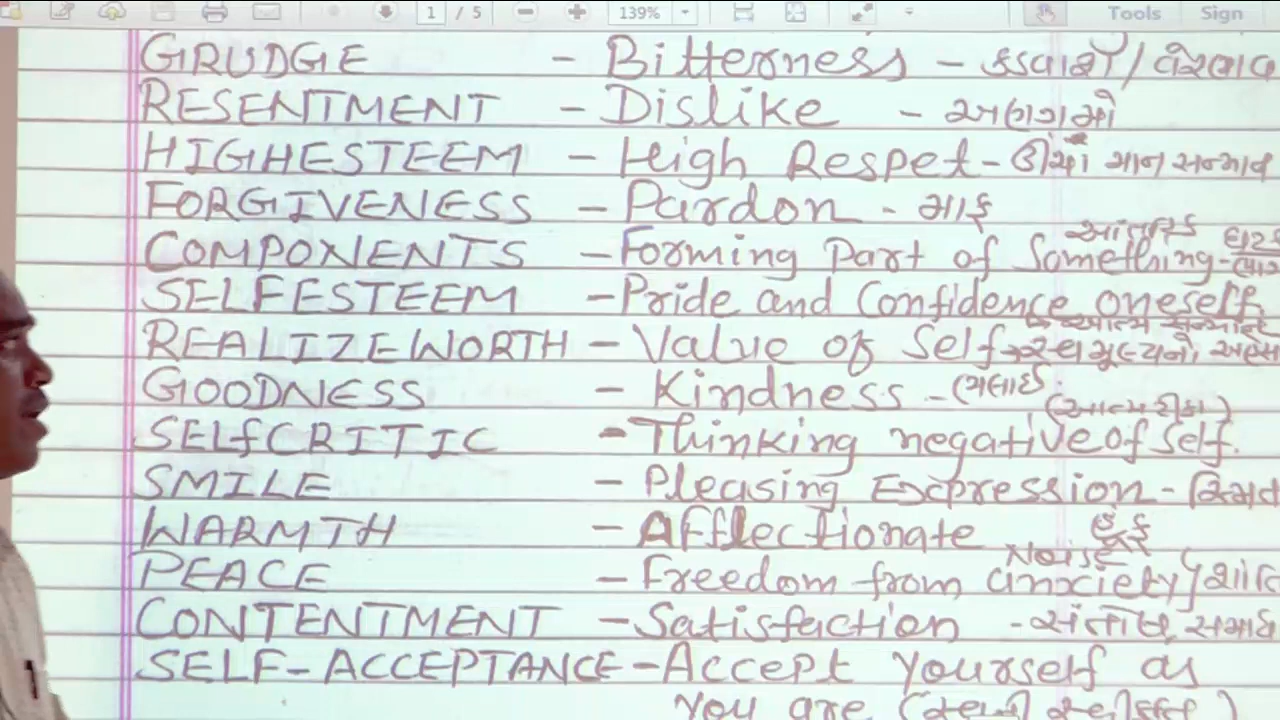 1 / 5 139% Tools Sign
GRUDGE - Bitterness - કડવાશ /
RESENTMENT - Dislike - અણગમો
HIGHESTEEM - High Respet - ઊંચો માન સન્માન
FORGIVENESS - Pardon - માફ
COMPONENTS - Forming Part of Something -
SELFESTEEM - Pride and Confidence oneself
REALIZEWORTH - Value of Self
GOODNESS - Kindness - ભલાઈ
SELfCRITIC - Thinking negative of Self.
SMILE - Pleasing Expression -
WARMTH - Afflectionate હુંફ
Noise
PEACE - Freedom from anxiety /
CONTENTMENT - Satisfaction - સંતોષ,
SELF-ACCEPTANCE - Accept yourself as
you are